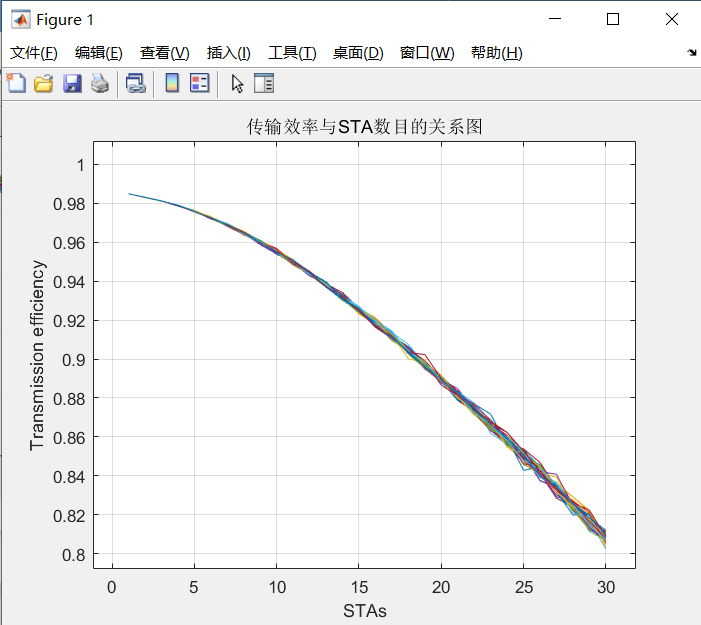 Figure 1
文件(F) 编辑(E) 查看(V) 插入(I) 工具(T) 桌面(D) 窗口(W) 帮助(H)
传输效率与STA数目的关系图
1
0.98
0.96
0.94
0.92
0.9
0.88
0.86
0.84
0.82
0.8
Transmission efficiency
0 5 10 15 20 25 30
STAs